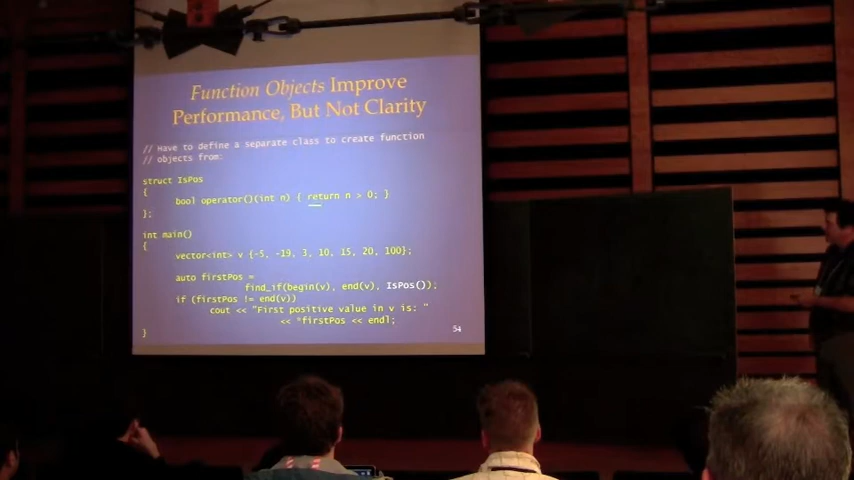 Function Objects Improve
Performance, But Not Clarity
// Have to define a separate class to create function
// objects from:
struct IsPos
{
bool operator()(int n) { return n > 0; }
};
int main()
{
vector<int> v {-5, -19, 3, 10, 15, 20, 100};
auto firstPos =
find_if(begin(v), end(v), IsPos());
if (firstPos != end(v))
cout << "First positive value in v is: "
<< *firstPos << endl;
}
54